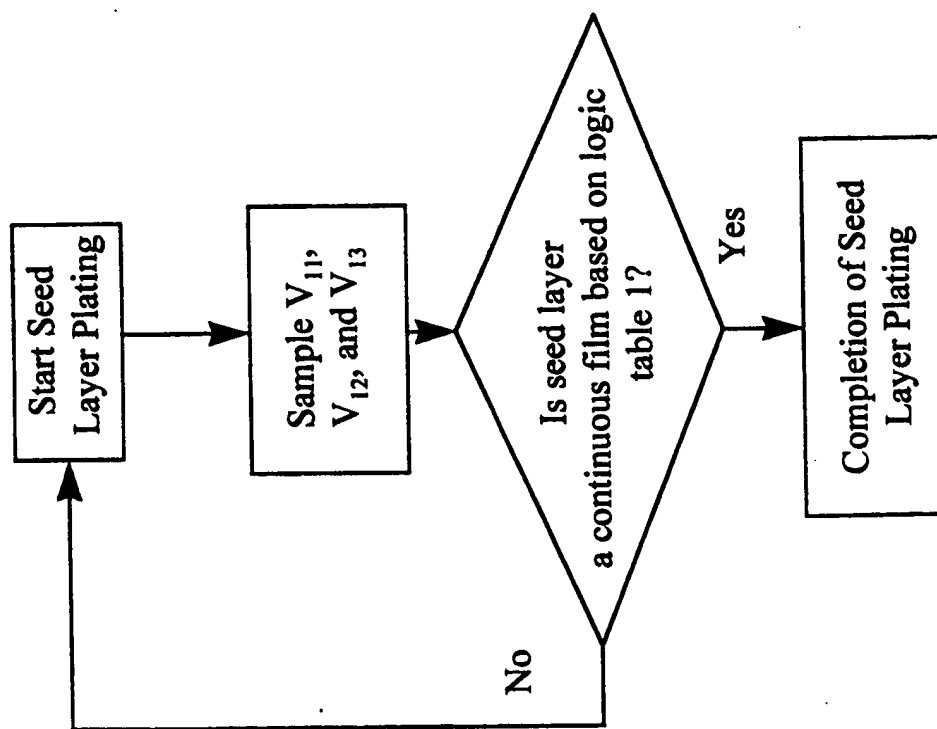 Start Seed
Layer Plating
Sample V₁₁,
V₁₂, and V₁₃
Is seed layer
a continuous film based on logic
table 1?
No
Yes
Completion of Seed
Layer Plating